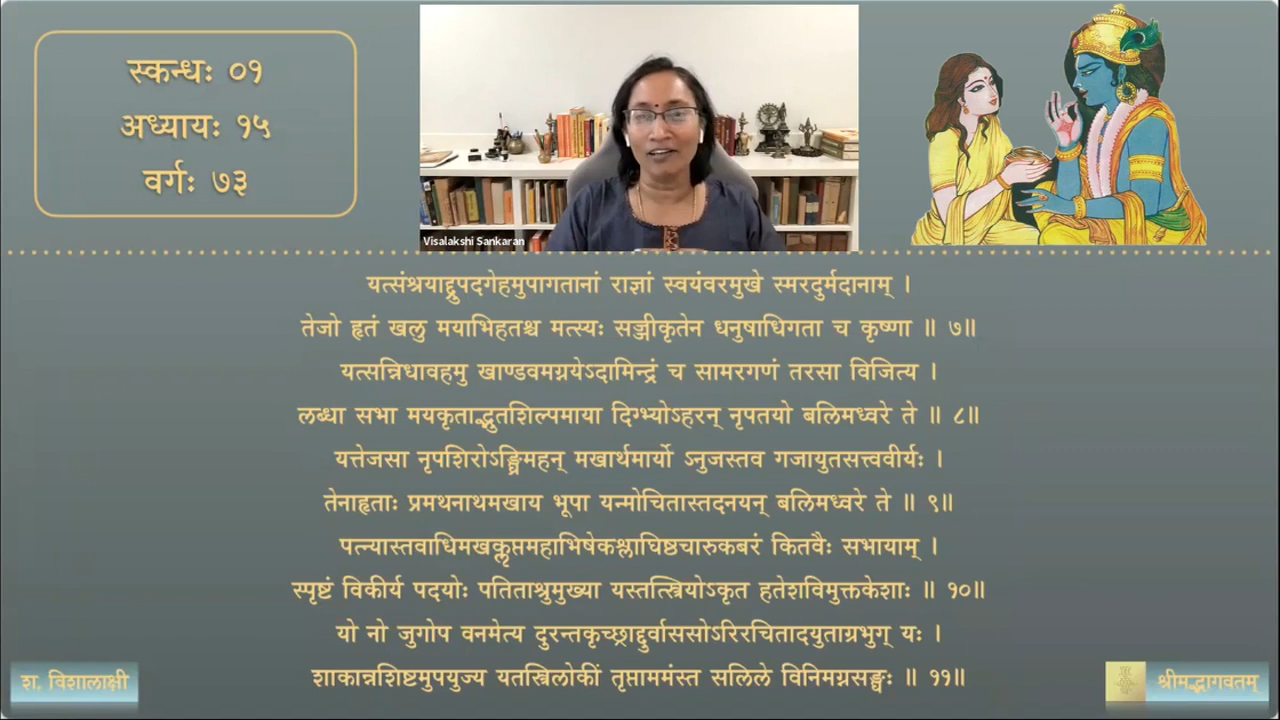 स्कन्धः ०१
अध्यायः १५
वर्गः ७३
Visalakshi Sankaran
यत्संश्रयाद्द्रुपदगेहमुपागतानां राज्ञां स्वयंवरमुखे स्मरदुर्मदानाम् ।
तेजो हृतं खलु मयाभिहतश्च मत्स्यः सञ्जीकृतेन धनुषाधिगता च कृष्णा ॥ ७॥
यत्सन्निधावहमु खाण्डवमग्नयेऽदामिन्द्रं च सामरगणं तरसा विजित्य ।
लब्धा सभा मयकृताद्भुतशिल्पमाया दिग्भ्योऽहरन् नृपतयो बलिमध्वरे ते ॥ ८॥
यत्तेजसा नृपशिरोऽङ्घ्रिमहन् मखार्थमार्यो ऽनुजस्तव गजायुतसत्त्ववीर्यः ।
तेनाहृताः प्रमथनाथमखाय भूपा यन्मोचितास्तदनयन् बलिमध्वरे ते ॥ ९॥
पत्न्यास्तवाधिमखक्लृप्तमहाभिषेकश्लाघिष्ठचारुकबरं कितवैः सभायाम् ।
स्पृष्टं विकीर्य पदयोः पतिताश्रुमुख्या यस्तत्स्त्रियोऽकृत हतेशविमुक्तकेशाः ॥ १०॥
यो नो जुगोप वनमेत्य दुरन्तकृच्छ्राद्दुर्वाससोऽरिरचितादयुताग्रभुग् यः ।
शाकान्नशिष्टमुपयुज्य यतस्त्रिलोकीं तृप्ताममंस्त सलिले विनिमग्नसङ्घः ॥ ११॥
श. विशालाक्षी
श्रीमद्भागवतम्